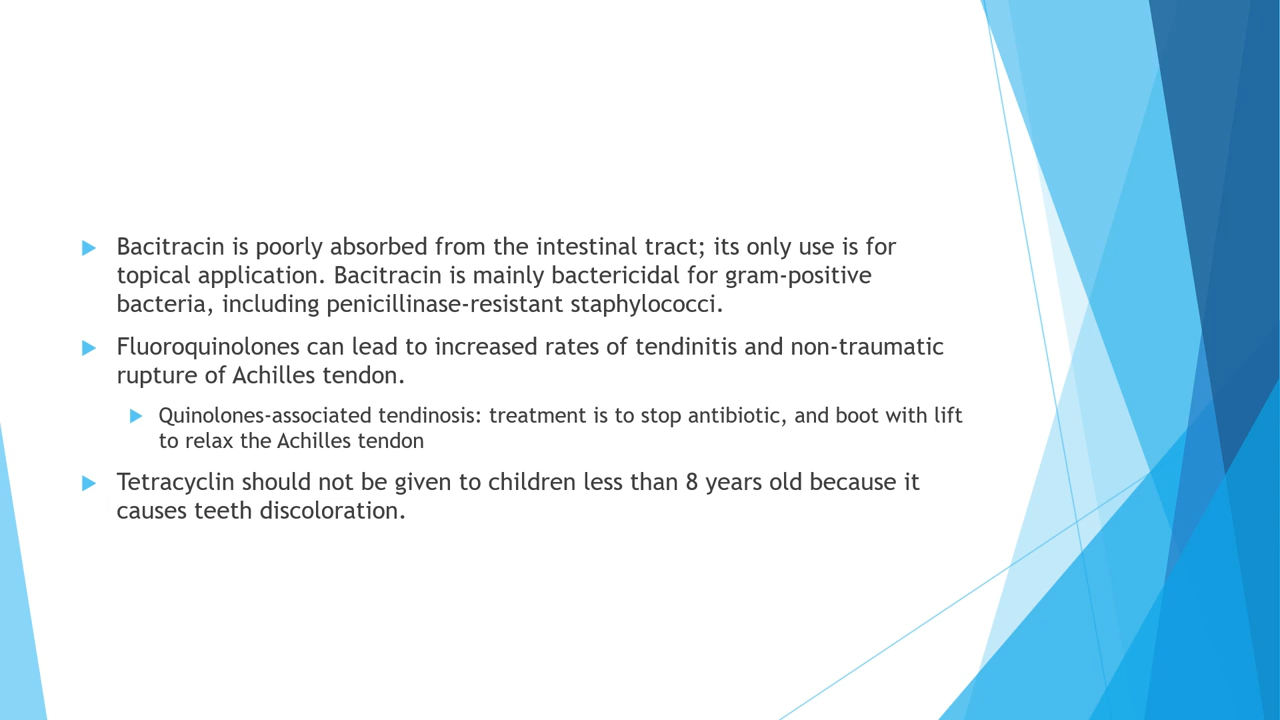 Bacitracin is poorly absorbed from the intestinal tract; its only use is for
topical application. Bacitracin is mainly bactericidal for gram-positive
bacteria, including penicillinase-resistant staphylococci.
Fluoroquinolones can lead to increased rates of tendinitis and non-traumatic
rupture of Achilles tendon.
Quinolones-associated tendinosis: treatment is to stop antibiotic, and boot with lift
to relax the Achilles tendon
Tetracyclin should not be given to children less than 8 years old because it
causes teeth discoloration.